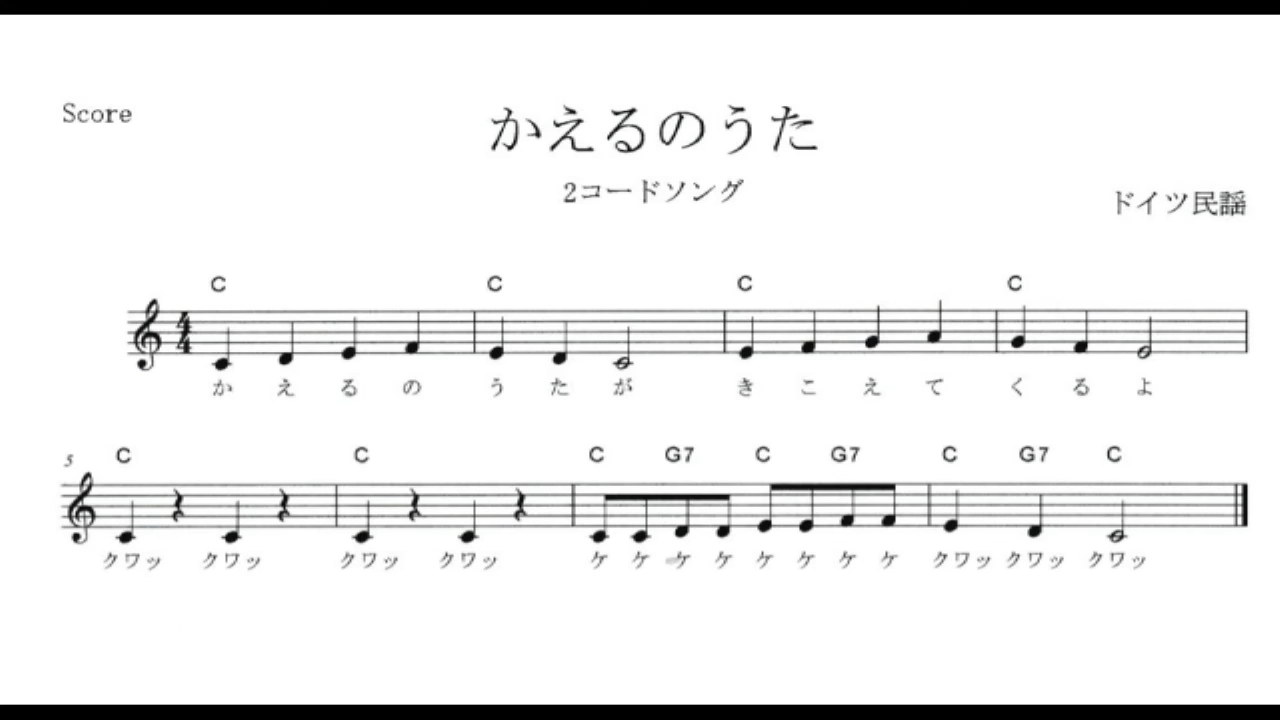 Score
かえるのうた
2コードソング
ドイツ民謡
C C C C
4
4
かえるの うたが きこえて くるよ
5
C C C G7 C G7 C G7 C
クワッ クワッ クワッ クワッ ケケケケケケケケ クワッ クワッ クワッ